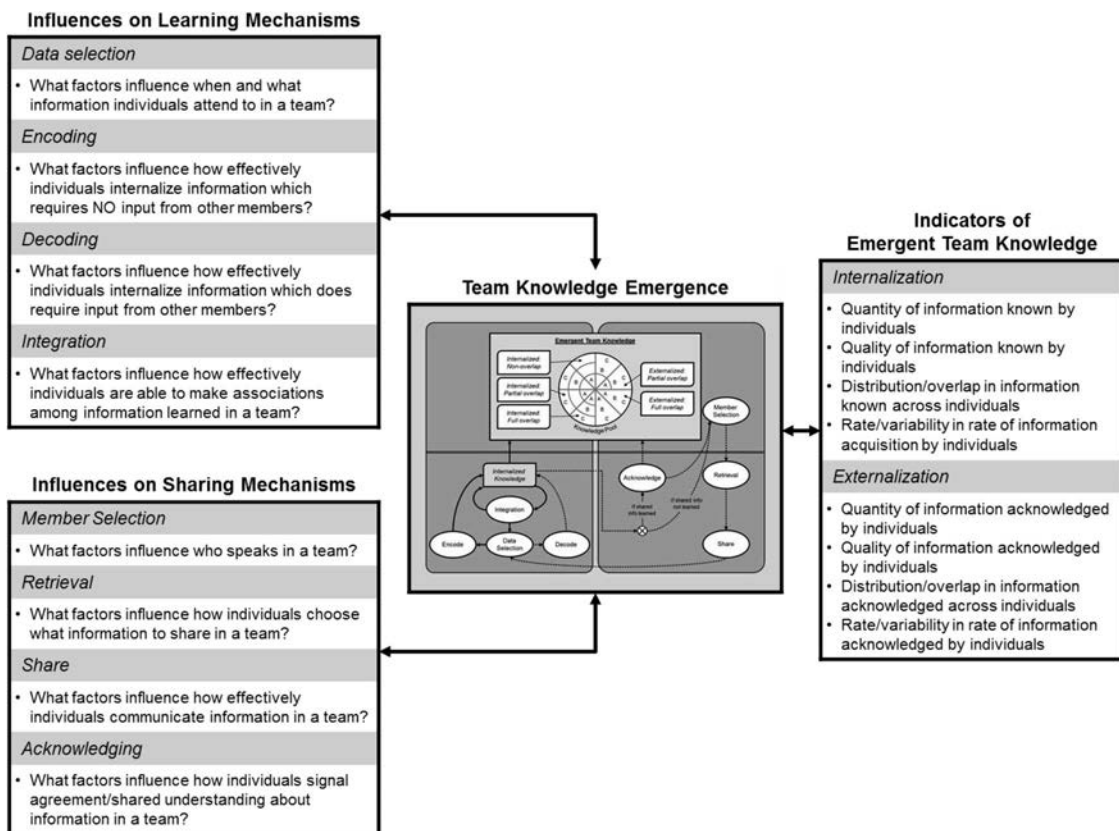 Influences on Learning Mechanisms
Data selection
• What factors influence when and what
information individuals attend to in a team?
Encoding
• What factors influence how effectively
individuals internalize information which
requires NO input from other members?
Decoding
• What factors influence how effectively
individuals internalize information which does
require input from other members?
Integration
• What factors influence how effectively
individuals are able to make associations
among information learned in a team?
Influences on Sharing Mechanisms
Member Selection
• What factors influence who speaks in a team?
Retrieval
• What factors influence how individuals choose
what information to share in a team?
Share
• What factors influence how effectively
individuals communicate information in a team?
Acknowledging
• What factors influence how individuals signal
agreement/shared understanding about
information in a team?
Team Knowledge Emergence
Emergent Team Knowledge
Internalized
Non-overlap
Internalized
Partial overlap
Internalized
Full overlap
Externalized
Partial overlap
Externalized
Full overlap
Knowledge Pool
Member
Selection
Internalized
Knowledge
Acknowledge
Retrieval
Integration
If shared
info learned
If shared info
not learned
Encode
Data
Selection
Decode
Share
Indicators of
Emergent Team Knowledge
Internalization
• Quantity of information known by
individuals
• Quality of information known by
individuals
• Distribution/overlap in information
known across individuals
• Rate/variability in rate of information
acquisition by individuals
Externalization
• Quantity of information acknowledged
by individuals
• Quality of information acknowledged
by individuals
• Distribution/overlap in information
acknowledged across individuals
• Rate/variability in rate of information
acknowledged by individuals